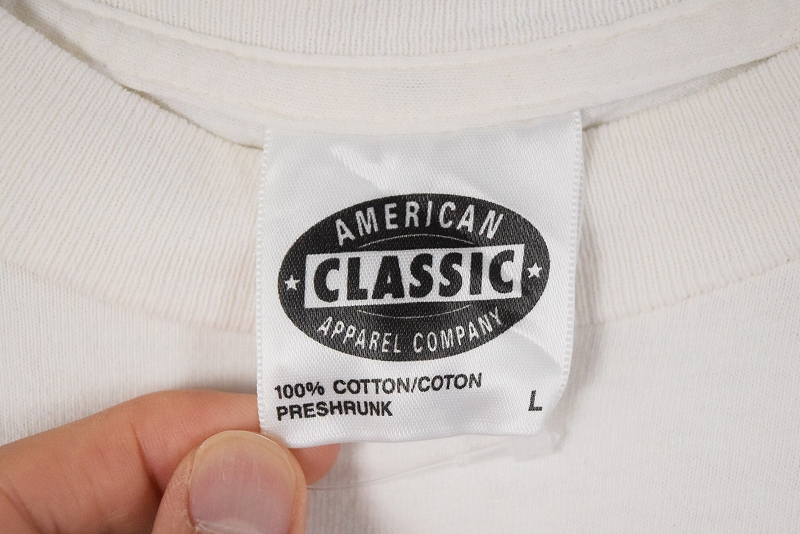 AMERICAN
CLASSIC
APPAREL COMPANY
100% COTTON/COTON
PRESHRUNK
L